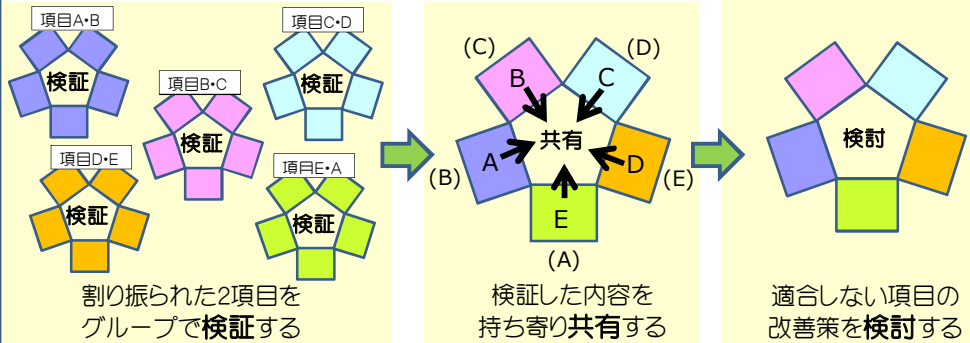 項目A・B
検証
項目C・D
検証
項目B・C
検証
項目D・E
検証
項目E・A
検証
割り振られた2項目を
グループで検証する
(C)
(D)
B
C
共有
A
D
(B)
(E)
E
(A)
検証した内容を
持ち寄り共有する
検討
適合しない項目の
改善策を検討する